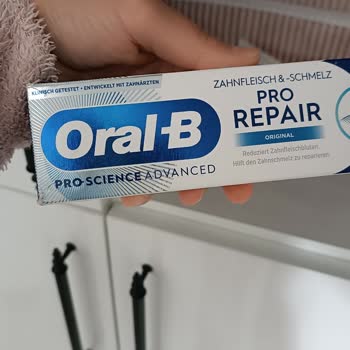 KLINISCH GETESTET • ENTWICKELT MIT ZAHNÄRZTEN
Oral-B
PRO-SCIENCE ADVANCED
ZAHNFLEISCH & -SCHMELZ
PRO
REPAIR
ORIGINAL
Reduziert Zahnfleischbluten.
Hilft den Zahnschmelz zu reparieren